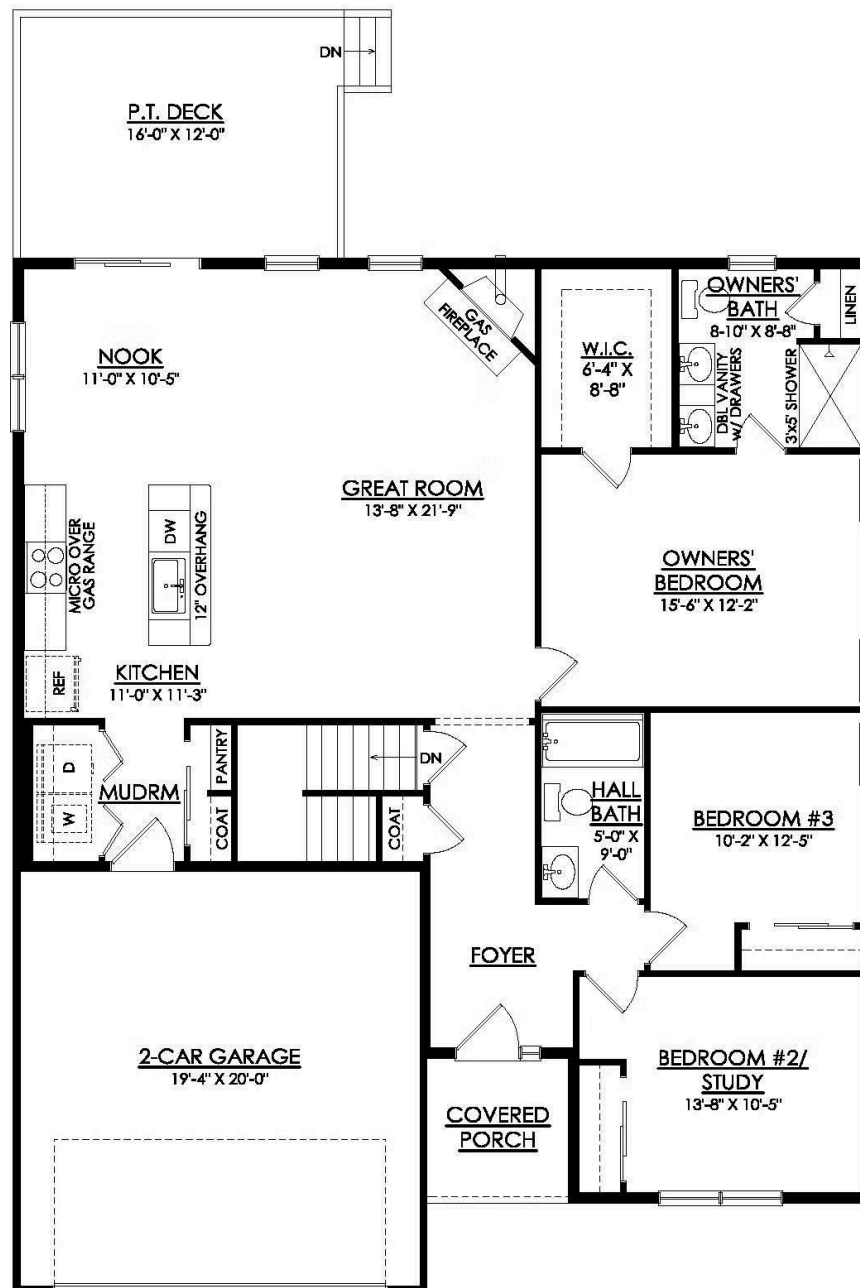 DN
P.T. DECK
16'-0" X 12'-0"
NOOK
11'-0" X 10'-5"
GAS
FIREPLACE
W.I.C.
6'-4" X
8'-8"
OWNERS'
BATH
8-10" X 8'-8"
LINEN
DBL VANITY
W/ DRAWERS
3'x5' SHOWER
GREAT ROOM
13'-8" X 21'-9"
MICRO OVER
GAS RANGE
DW
12" OVERHANG
OWNERS'
BEDROOM
15'-6" X 12'-2"
REF
KITCHEN
11'-0" X 11'-3"
D
W
MUDRM
PANTRY
COAT
DN
COAT
HALL
BATH
5'-0" X
9'-0"
BEDROOM #3
10'-2" X 12'-5"
FOYER
2-CAR GARAGE
19'-4" X 20'-0"
COVERED
PORCH
BEDROOM #2/
STUDY
13'-8" X 10'-5"